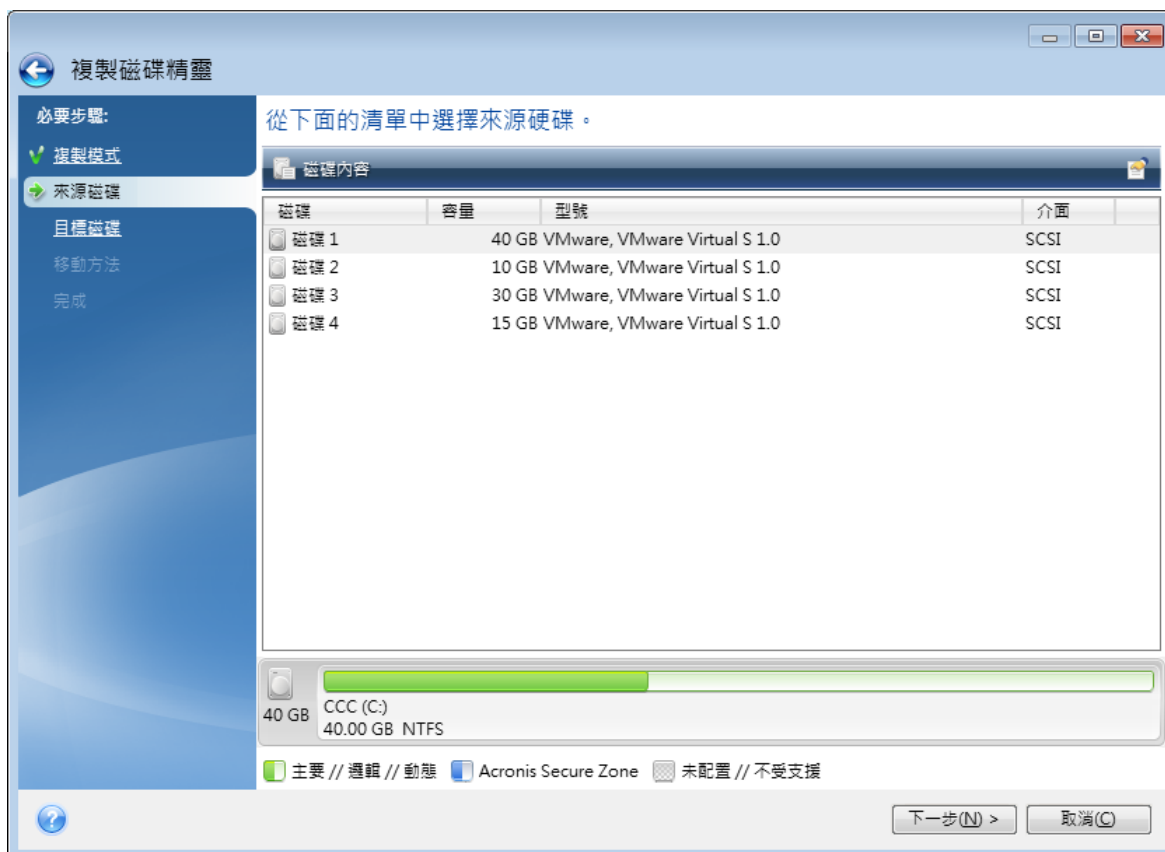 複製磁碟精靈
必要步驟:
複製模式
來源磁碟
目標磁碟
移動方法
完成
從下面的清單中選擇來源硬碟。
磁碟內容
磁碟 容量 型號 介面
磁碟 1 40 GB VMware, VMware Virtual S 1.0 SCSI
磁碟 2 10 GB VMware, VMware Virtual S 1.0 SCSI
磁碟 3 30 GB VMware, VMware Virtual S 1.0 SCSI
磁碟 4 15 GB VMware, VMware Virtual S 1.0 SCSI
40 GB
CCC (C:)
40.00 GB NTFS
主要 // 邏輯 // 動態 Acronis Secure Zone 未配置 // 不受支援
下一步(N) > 取消(C)